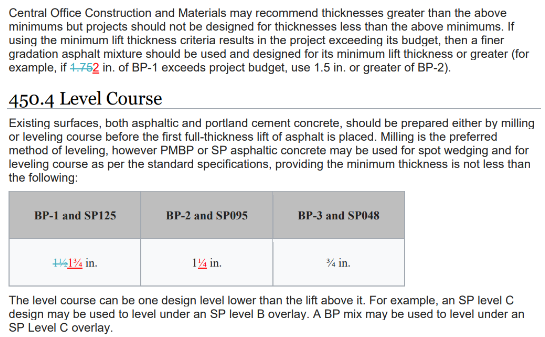 Central Office Construction and Materials may recommend thicknesses greater than the above
minimums but projects should not be designed for thicknesses less than the above minimums. If
using the minimum lift thickness criteria results in the project exceeding its budget, then a finer
gradation asphalt mixture should be used and designed for its minimum lift thickness or greater (for
example, if 1.752 in. of BP-1 exceeds project budget, use 1.5 in. or greater of BP-2).
450.4 Level Course
Existing surfaces, both asphaltic and portland cement concrete, should be prepared either by milling
or leveling course before the first full-thickness lift of asphalt is placed. Milling is the preferred
method of leveling, however PMBP or SP asphaltic concrete may be used for spot wedging and for
leveling course as per the standard specifications, providing the minimum thickness is not less than
the following:
BP-1 and SP125 BP-2 and SP095 BP-3 and SP048
1½1¾ in. 1¼ in. ¾ in.
The level course can be one design level lower than the lift above it. For example, an SP level C
design may be used to level under an SP level B overlay. A BP mix may be used to level under an
SP Level C overlay.